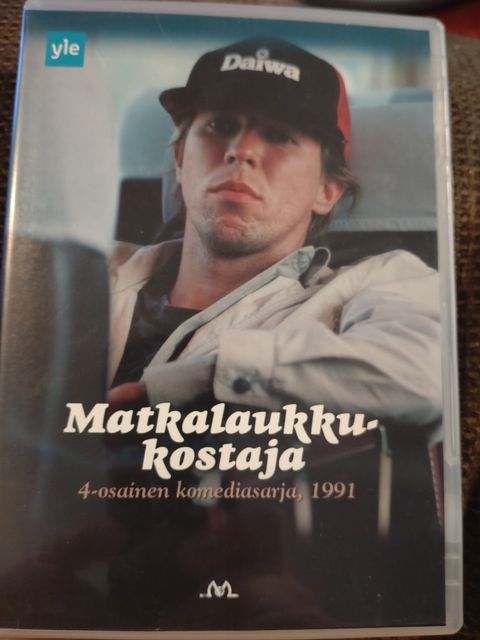 yle
Daiwa
Matkalaukku-
kostaja
4-osainen komediasarja, 1991